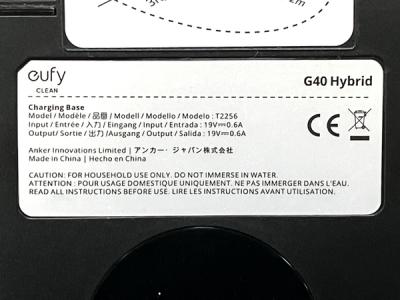 2m
eufy
CLEAN
G40 Hybrid
Charging Base
Model / Modèle / 品番 / Modell / Modello / Modelo : T2256
Input / Entrée / 入力 / Eingang / Input / Entrada : 19V⎓0.6A
Output/ Sortie / 出力 /Ausgang / Output / Salida : 19V⎓0.6A
Anker Innovations Limited | アンカー・ジャパン株式会社
Made in China | Hecho en China
CE
CAUTION: FOR HOUSEHOLD USE ONLY. DO NOT IMMERSE IN WATER.
ATTENTION : POUR USAGE DOMESTIQUE UNIQUEMENT. NE PAS IMMERGER DANS L'EAU.
READ ALL INSTRUCTIONS BEFORE USE. LIRE LES INSTRUCTIONS AVANT UTILISATION.